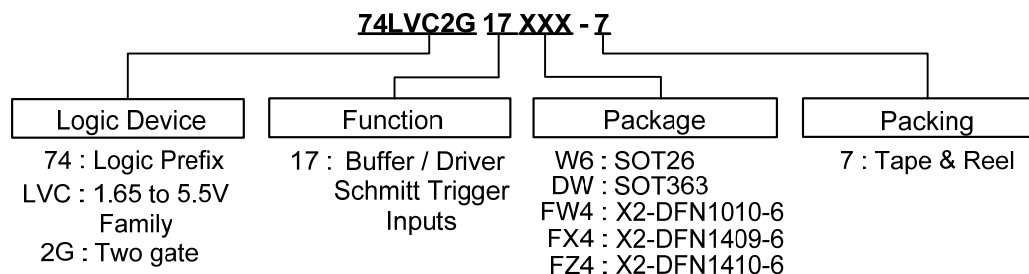 74LVC2G 17 XXX - 7
Logic Device
74 : Logic Prefix
LVC : 1.65 to 5.5V
Family
2G : Two gate
Function
17 : Buffer / Driver
Schmitt Trigger
Inputs
Package
W6 : SOT26
DW : SOT363
FW4 : X2-DFN1010-6
FX4 : X2-DFN1409-6
FZ4 : X2-DFN1410-6
Packing
7 : Tape & Reel